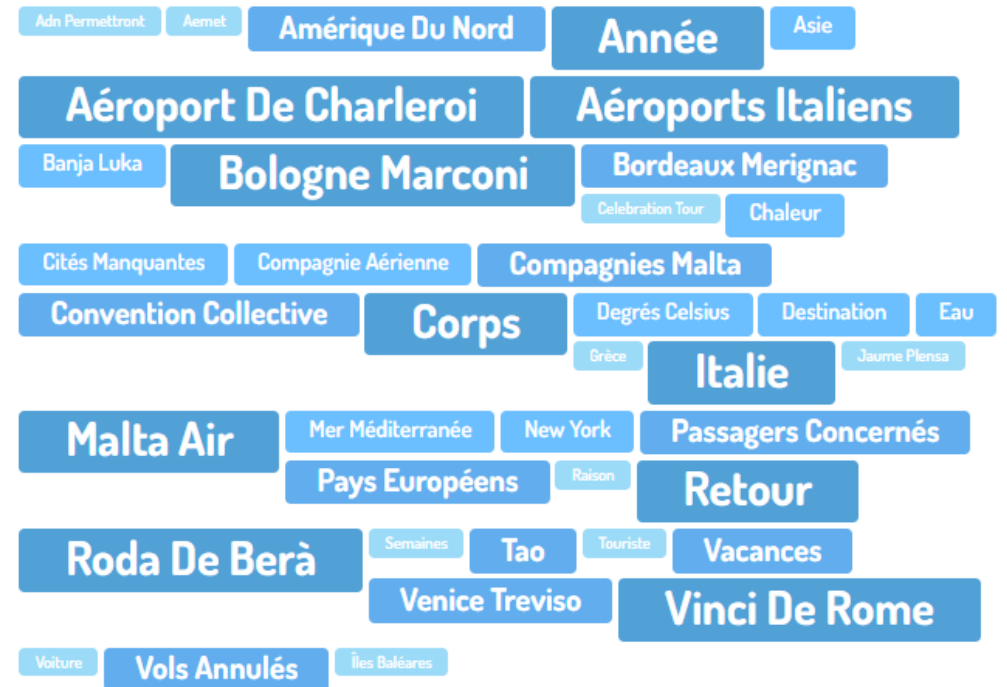 Adn Permettront Aemet Amérique Du Nord Année Asie
Aéroport De Charleroi Aéroports Italiens
Banja Luka Bologne Marconi Bordeaux Merignac
Celebration Tour Chaleur
Cités Manquantes Compagnie Aérienne Compagnies Malta
Convention Collective Corps Degrés Celsius Destination Eau
Grèce Italie Jaume Plensa
Malta Air Mer Méditerranée New York Passagers Concernés
Pays Européens Raison Retour
Roda De Berà Semaines Tao Touriste Vacances
Venice Treviso Vinci De Rome
Voiture Vols Annulés Îles Baléares